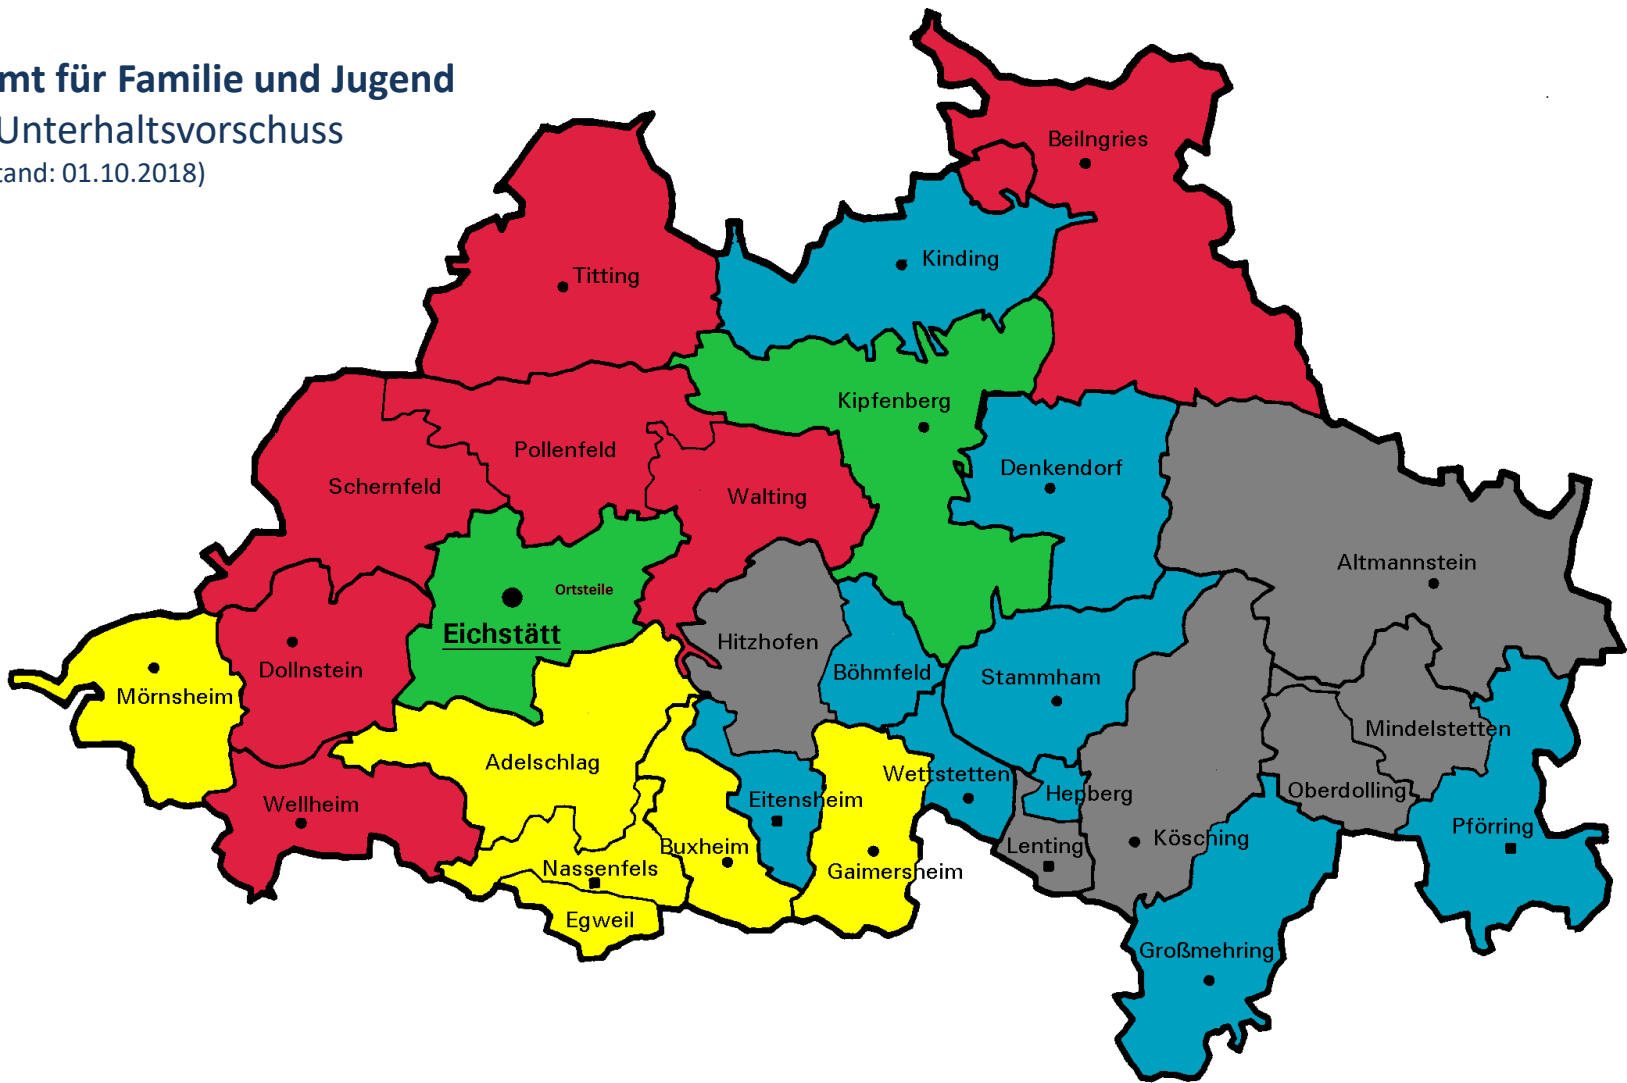 mt für Familie und Jugend
Unterhaltsvorschuss
tand: 01.10.2018)
Beilngries
Kinding
Titting
Kipfenberg
Pollenfeld
Denkendorf
Schernfeld
Walting
Altmannstein
Ortsteile
Eichstätt
Hitzhofen
Dollnstein
Böhmfeld
Stammham
Mörnsheim
Mindelstetten
Adelschlag
Wettstetten
Oberdolling
Hepberg
Eitensheim
Wellheim
Pförring
Kösching
Lenting
Buxheim
Nassenfels
Gaimersheim
Egweil
Großmehring